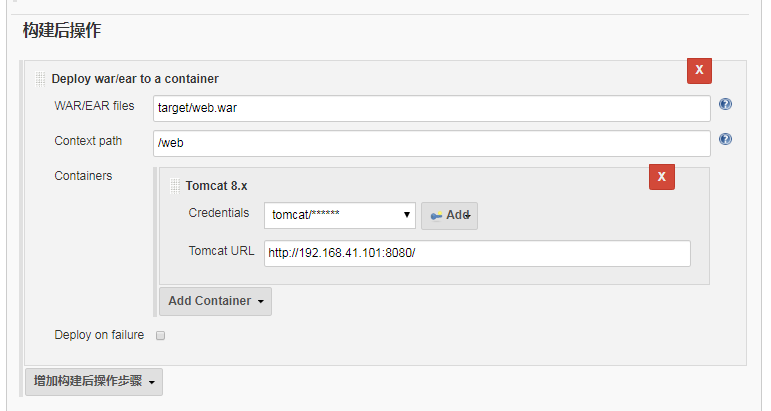 构建后操作
Deploy war/ear to a container
X
WAR/EAR files
target/web.war
Context path
/web
Containers
Tomcat 8.x
X
Credentials
tomcat/******
Add
Tomcat URL
http://192.168.41.101:8080/
Add Container
Deploy on failure
增加构建后操作步骤